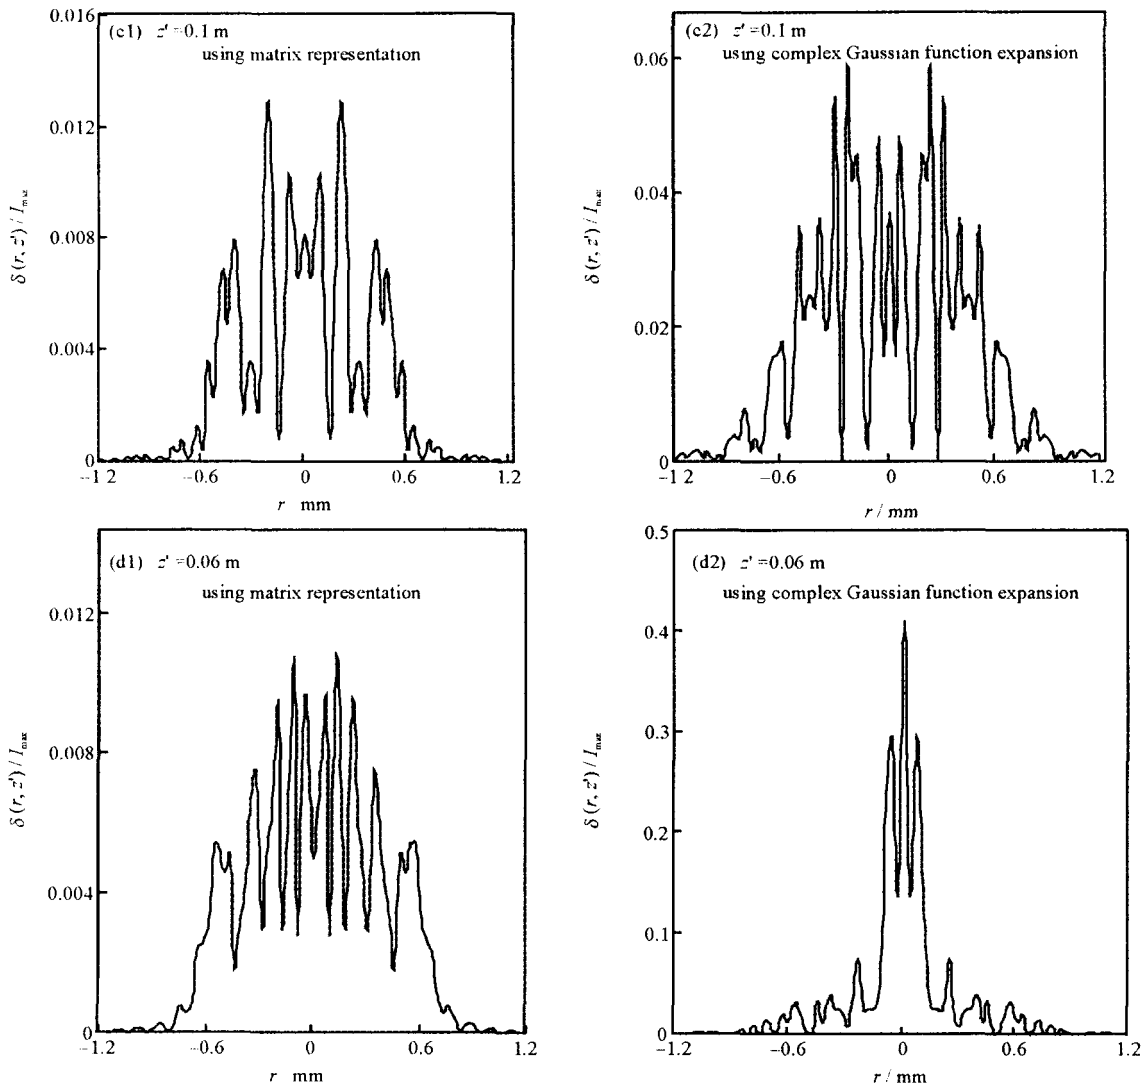 (c1) z'=0.1 m
using matrix representation
0.016
0.012
0.008
0.004
0
δ(r, z')/I max
−1.2 −0.6 0 0.6 1.2
r mm
(c2) z'=0.1 m
using complex Gaussian function expansion
0.06
0.04
0.02
0
δ(r, z')/I max
−1 2 −0.6 0 0.6 1.2
r / mm
(d1) z'=0.06 m
using matrix representation
0.012
0.008
0.004
0
δ(r, z')/I max
−1.2 −0.6 0 0.6 1.2
r mm
(d2) z'=0.06 m
using complex Gaussian function expansion
0.5
0.4
0.3
0.2
0.1
0
δ(r, z')/I max
−1.2 −0.6 0 0.6 1.2
r / mm